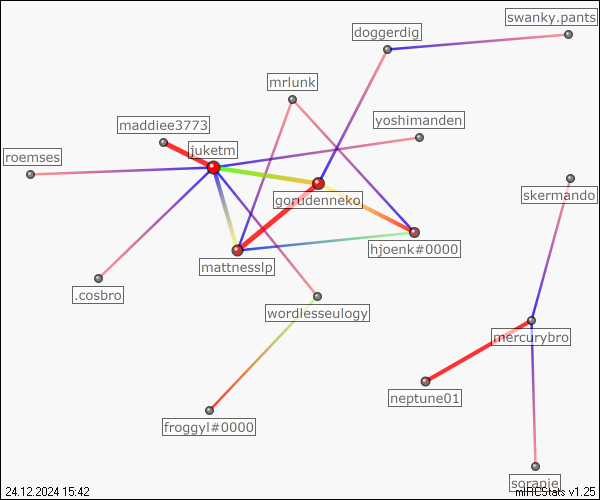 swanky.pants
doggerdig
mrlunk
yoshimanden
maddiee3773
juketm
roemses
skermando
gorudenneko
hjoenk#0000
mattnesslp
.cosbro
wordlesseulogy
mercurybro
neptune01
froggyl#0000
sorapie
24.12.2024 15:42
mIRCStats v1.25